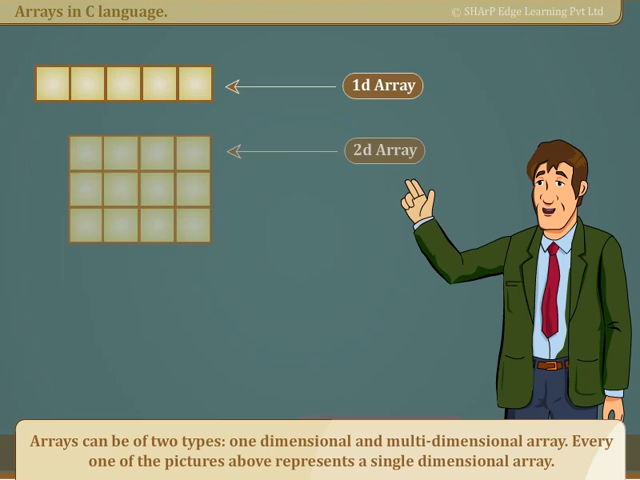 Arrays in C language.
© SHArP Edge Learning Pvt Ltd
1d Array
2d Array
Arrays can be of two types: one dimensional and multi-dimensional array. Every
one of the pictures above represents a single dimensional array.